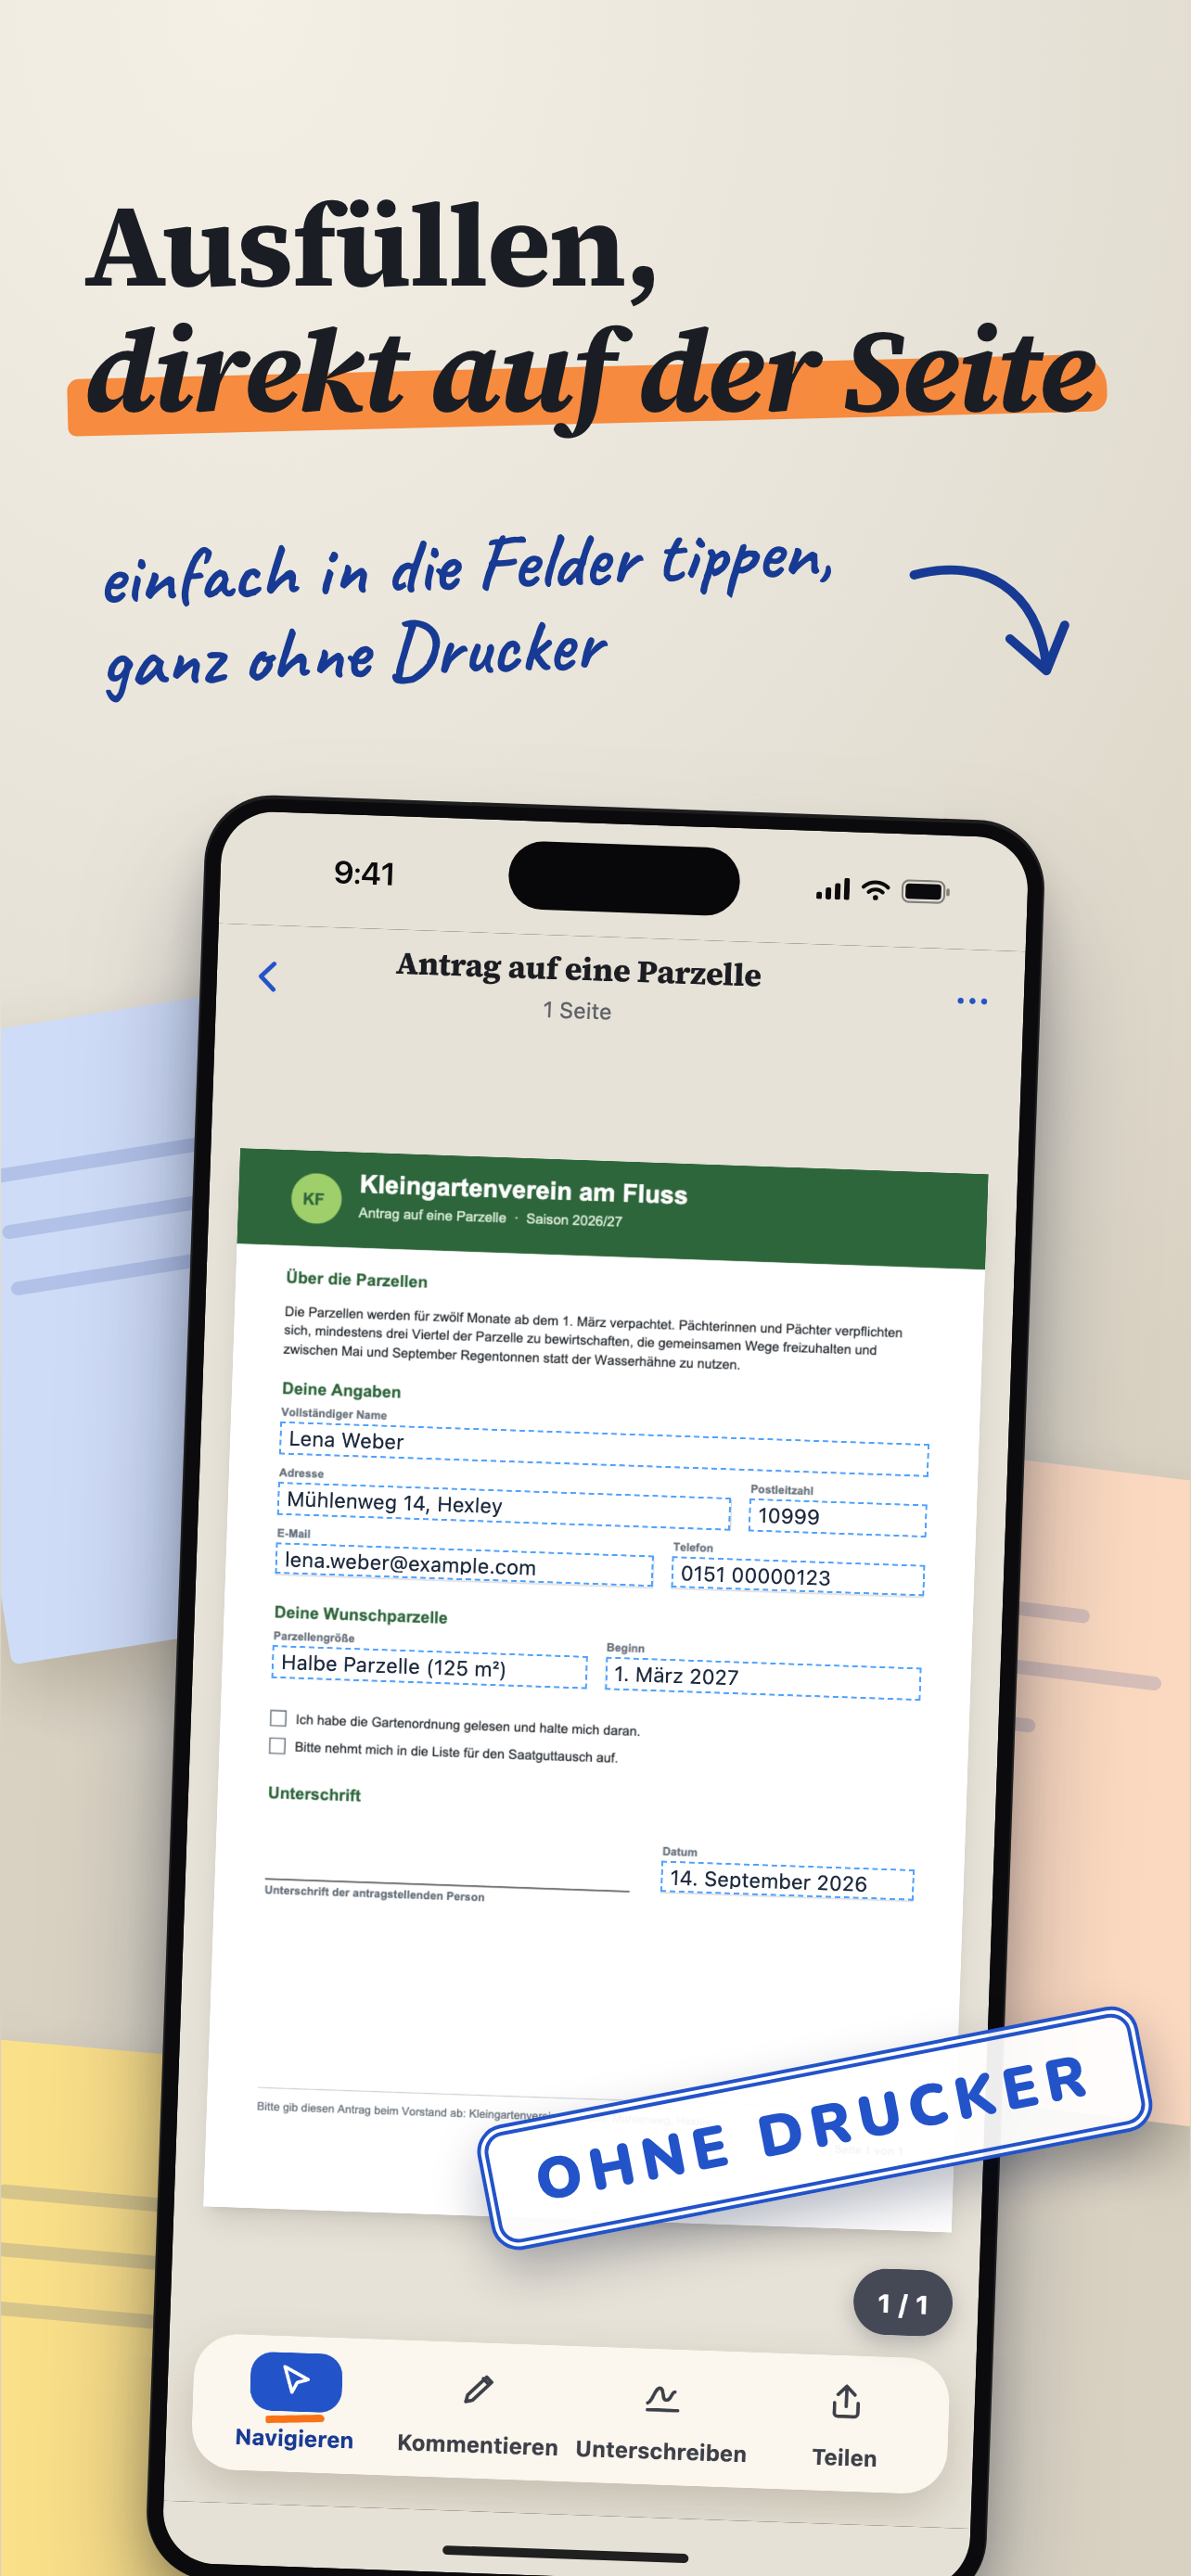 Ausfüllen,
direkt auf der Seite
einfach in die Felder tippen,
ganz ohne Drucker
9:41
Antrag auf eine Parzelle
1 Seite
KF
Kleingartenverein am Fluss
Antrag auf eine Parzelle · Saison 2026/27
Über die Parzellen
Die Parzellen werden für zwölf Monate ab dem 1. März verpachtet. Pächterinnen und Pächter verpflichten
sich, mindestens drei Viertel der Parzelle zu bewirtschaften, die gemeinsamen Wege freizuhalten und
zwischen Mai und September Regentonnen statt der Wasserhähne zu nutzen.
Deine Angaben
Vollständiger Name
Lena Weber
Adresse
Postleitzahl
Mühlenweg 14, Hexley
10999
E-Mail
Telefon
lena.weber@example.com
0151 00000123
Deine Wunschparzelle
Parzellengröße
Beginn
Halbe Parzelle (125 m²)
1. März 2027
Ich habe die Gartenordnung gelesen und halte mich daran.
Bitte nehmt mich in die Liste für den Saatguttausch auf.
Unterschrift
Datum
14. September 2026
Unterschrift der antragstellenden Person
Bitte gib diesen Antrag beim Vorstand ab:
Seite 1 von 1
OHNE DRUCKER
1 / 1
Navigieren
Kommentieren
Unterschreiben
Teilen